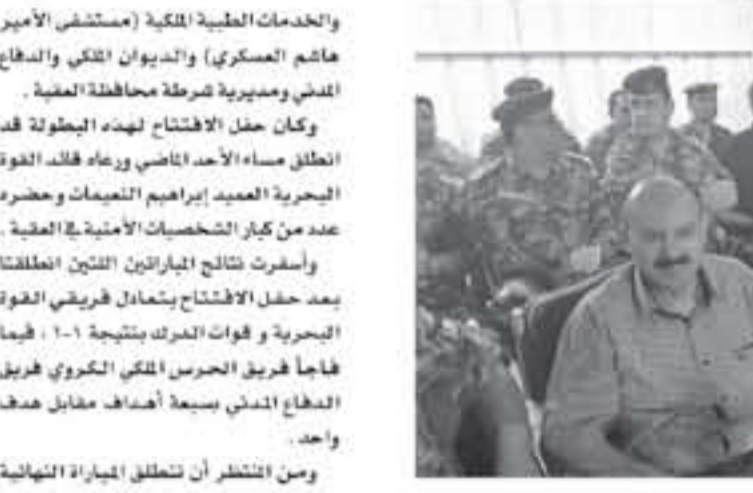 والخدمات الطبية الملكية (مستشفى الأمير
هاشم العسكري) والديوان الملكي والدفاع
المدني ومديرية شرطة محافظة العقبة .
وكان حفل الافتتاح لهذه البطولة قد
انطلق مساء الأحد الماضي ورعاه قائد القوة
البحرية العميد إبراهيم النعيمات وحضره
عدد من كبار الشخصيات الأمنية في العقبة .
وأسفرت نتائج المباراتين اللتين انطلقتا
بعد حفل الافتتاح بتعادل فريقي القوة
البحرية و قوات الدرك بنتيجة ١-١ ، فيما
فاجأ فريق الحرس الملكي الكروي فريق
الدفاع المدني بسبعة أهداف مقابل هدف
واحد .
ومن المنتظر أن تنطلق المباراة النهائية